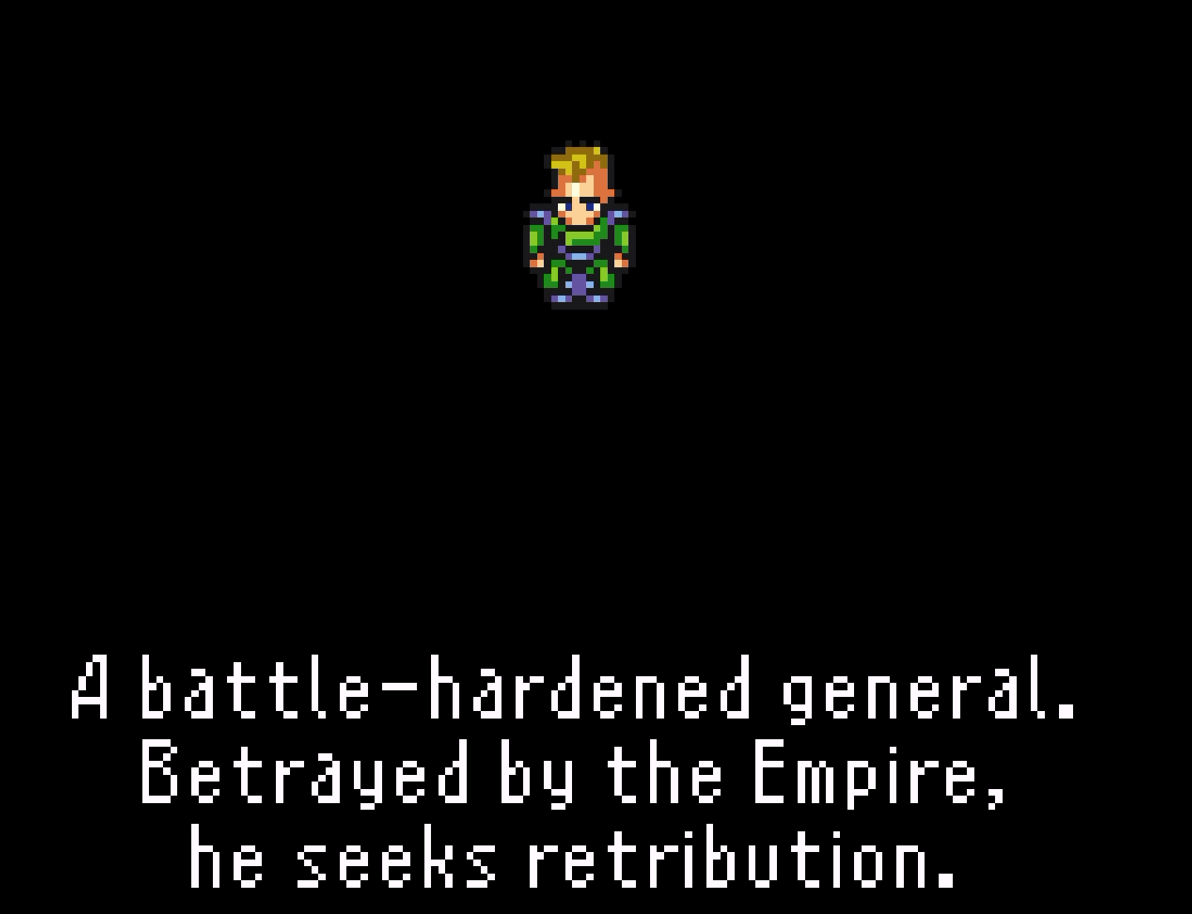 A battle-hardened general.
Betrayed by the Empire,
he seeks retribution.